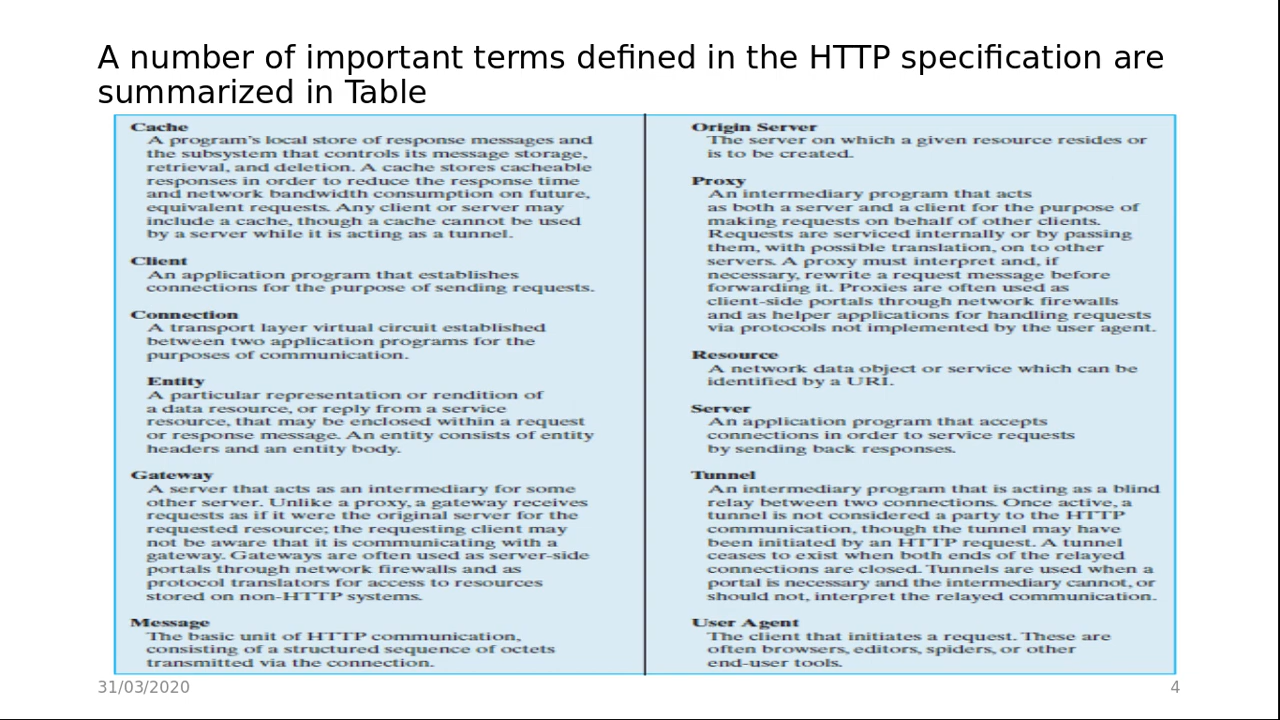 A number of important terms defined in the HTTP specification are
summarized in Table
Cache
A program's local store of response messages and
the subsystem that controls its message storage,
retrieval, and deletion. A cache stores cacheable
responses in order to reduce the response time
and network bandwidth consumption on future,
equivalent requests. Any client or server may
include a cache, though a cache cannot be used
by a server while it is acting as a tunnel.
Client
An application program that establishes
connections for the purpose of sending requests.
Connection
A transport layer virtual circuit established
between two application programs for the
purposes of communication.
Entity
A particular representation or rendition of
a data resource, or reply from a service
resource, that may be enclosed within a request
or response message. An entity consists of entity
headers and an entity body.
Gateway
A server that acts as an intermediary for some
other server. Unlike a proxy, a gateway receives
requests as if it were the original server for the
requested resource; the requesting client may
not be aware that it is communicating with a
gateway. Gateways are often used as server-side
portals through network firewalls and as
protocol translators for access to resources
stored on non-HTTP systems.
Message
The basic unit of HTTP communication,
consisting of a structured sequence of octets
transmitted via the connection.
Origin Server
The server on which a given resource resides or
is to be created.
Proxy
An intermediary program that acts
as both a server and a client for the purpose of
making requests on behalf of other clients.
Requests are serviced internally or by passing
them, with possible translation, on to other
servers. A proxy must interpret and, if
necessary, rewrite a request message before
forwarding it. Proxies are often used as
client-side portals through network firewalls
and as helper applications for handling requests
via protocols not implemented by the user agent.
Resource
A network data object or service which can be
identified by a URI.
Server
An application program that accepts
connections in order to service requests
by sending back responses.
Tunnel
An intermediary program that is acting as a blind
relay between two connections. Once active, a
tunnel is not considered a party to the HTTP
communication, though the tunnel may have
been initiated by an HTTP request. A tunnel
ceases to exist when both ends of the relayed
connections are closed. Tunnels are used when a
portal is necessary and the intermediary cannot, or
should not, interpret the relayed communication.
User Agent
The client that initiates a request. These are
often browsers, editors, spiders, or other
end-user tools.
31/03/2020
4